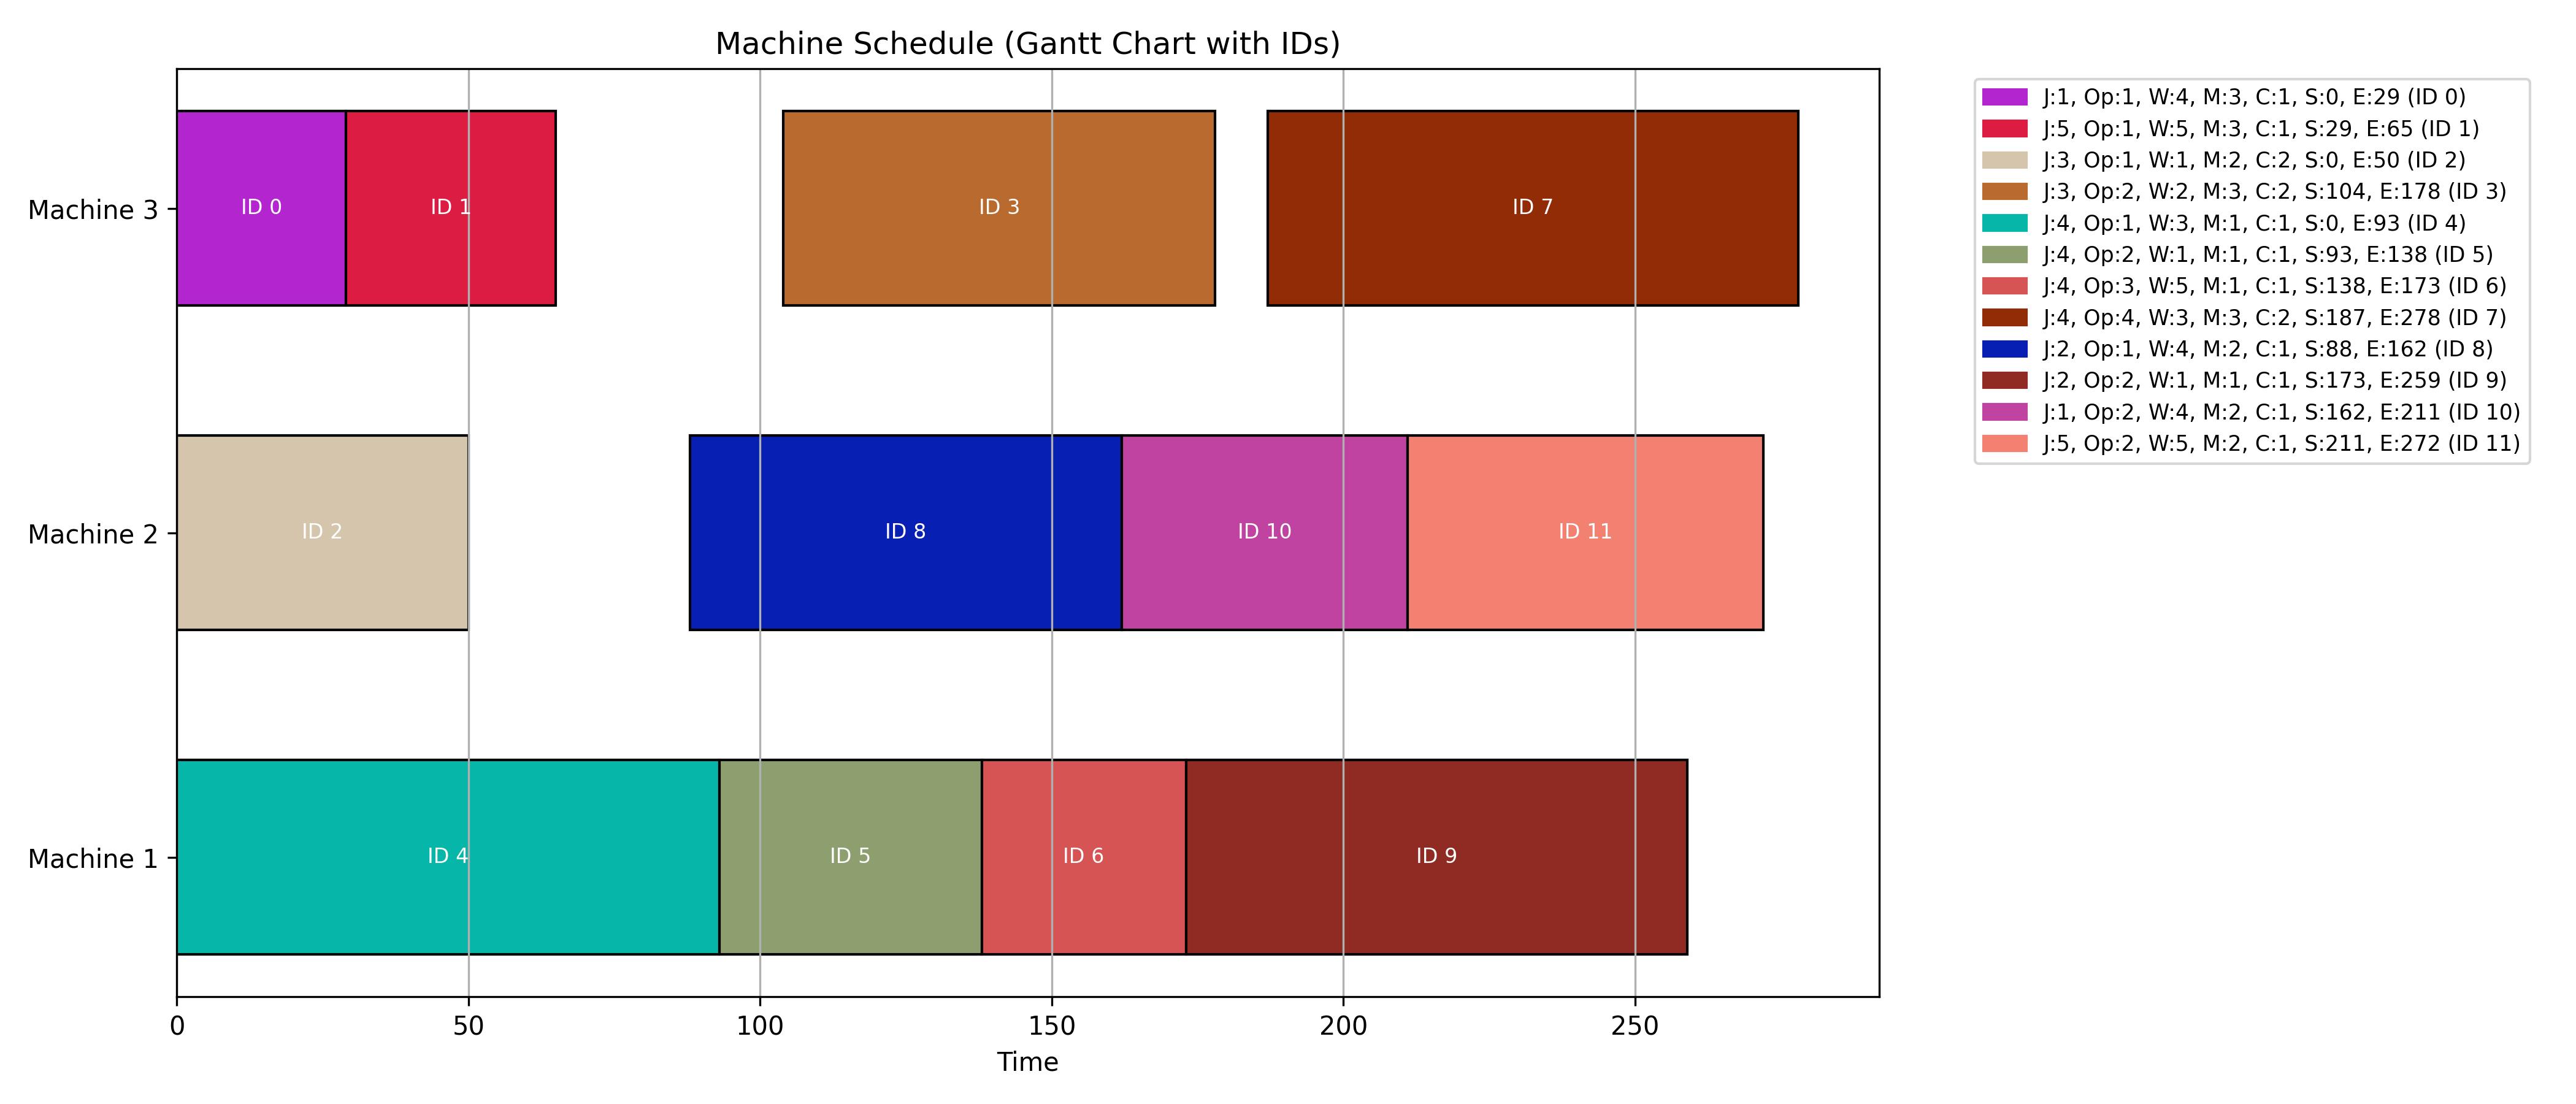 Machine Schedule (Gantt Chart with IDs)
Machine 3
ID 0
ID 1
ID 3
ID 7
Machine 2
ID 2
ID 8
ID 10
ID 11
Machine 1
ID 4
ID 5
ID 6
ID 9
0 50 100 150 200 250
Time
J:1, Op:1, W:4, M:3, C:1, S:0, E:29 (ID 0)
J:5, Op:1, W:5, M:3, C:1, S:29, E:65 (ID 1)
J:3, Op:1, W:1, M:2, C:2, S:0, E:50 (ID 2)
J:3, Op:2, W:2, M:3, C:2, S:104, E:178 (ID 3)
J:4, Op:1, W:3, M:1, C:1, S:0, E:93 (ID 4)
J:4, Op:2, W:1, M:1, C:1, S:93, E:138 (ID 5)
J:4, Op:3, W:5, M:1, C:1, S:138, E:173 (ID 6)
J:4, Op:4, W:3, M:3, C:2, S:187, E:278 (ID 7)
J:2, Op:1, W:4, M:2, C:1, S:88, E:162 (ID 8)
J:2, Op:2, W:1, M:1, C:1, S:173, E:259 (ID 9)
J:1, Op:2, W:4, M:2, C:1, S:162, E:211 (ID 10)
J:5, Op:2, W:5, M:2, C:1, S:211, E:272 (ID 11)